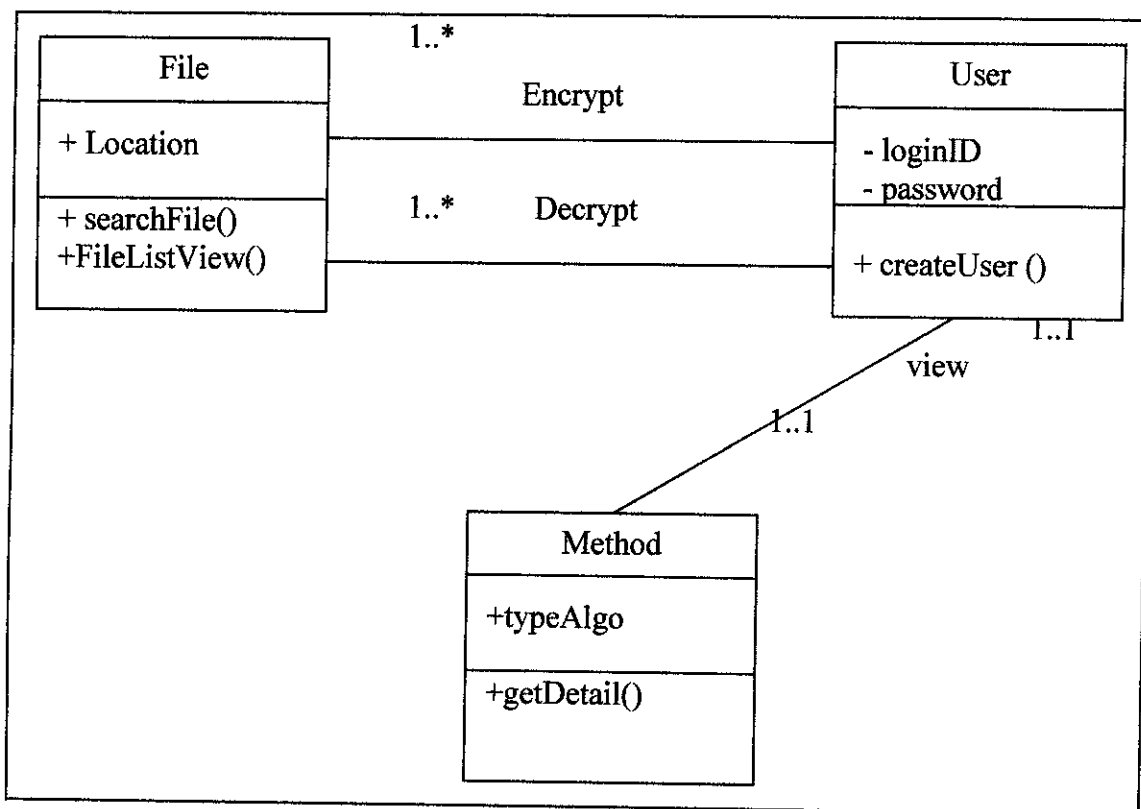 1..*
File
Encrypt
User
+ Location
- loginID
- password
+ searchFile()
+FileListView()
1..*
Decrypt
+ createUser ()
1..1
view
1..1
Method
+typeAlgo
+getDetail()